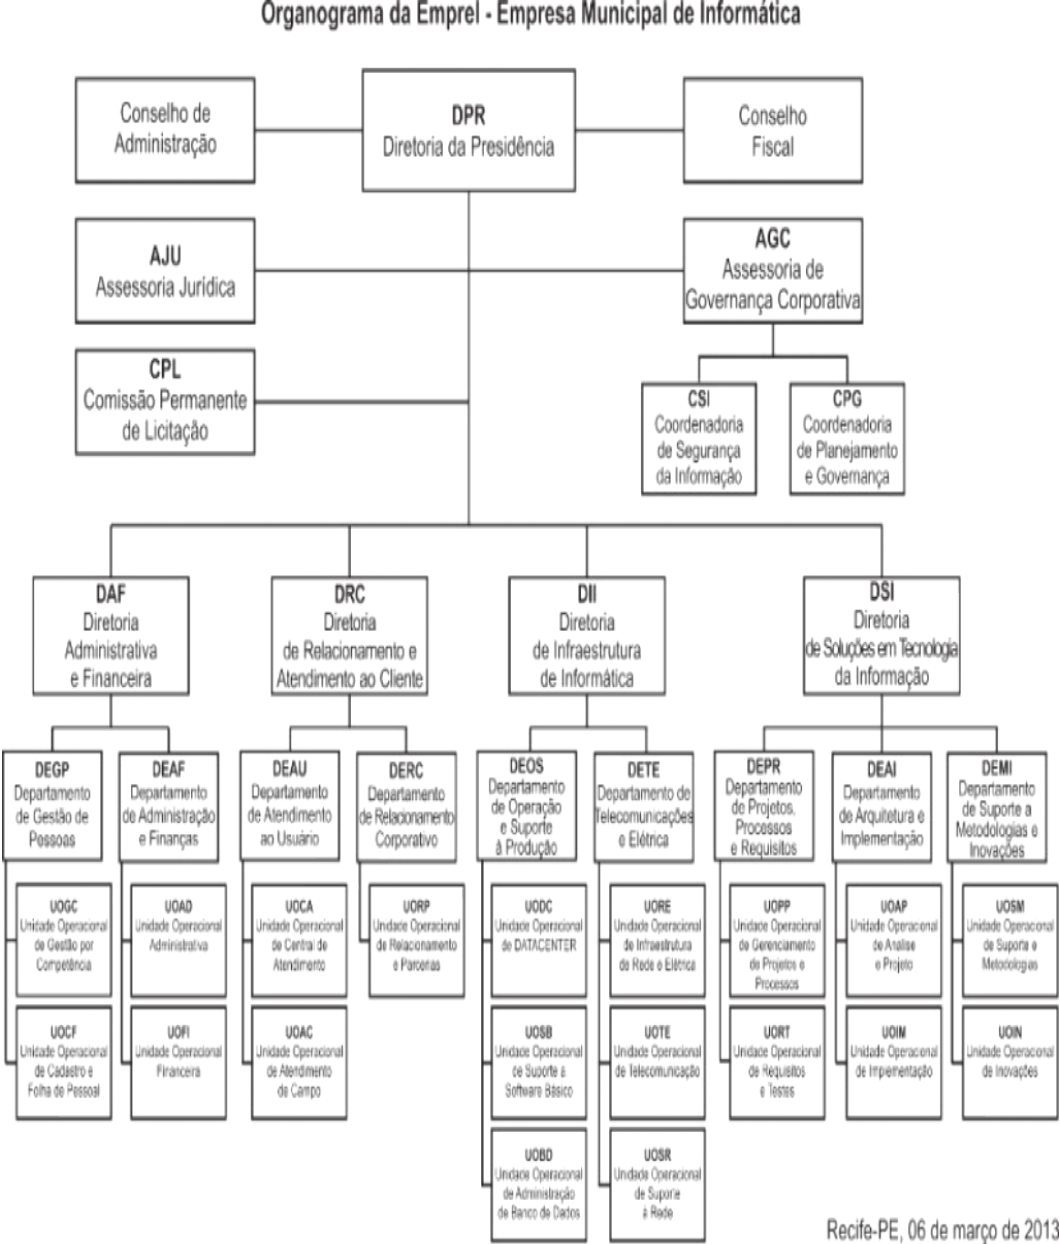 Organograma da Emprel - Empresa Municipal de Informática
Conselho de
Administração
DPR
Diretoria da Presidência
Conselho
Fiscal
AJU
Assessoria Jurídica
AGC
Assessoria de
Governança Corporativa
CPL
Comissão Permanente
de Licitação
CSI
Coordenadoria
de Segurança
da Informação
CPG
Coordenadoria
de Planejamento
e Governança
DAF
Diretoria
Administrativa
e Financeira
DRC
Diretoria
de Relacionamento e
Atendimento ao Cliente
DII
Diretoria
de Infraestrutura
de Informática
DSI
Diretoria
de Soluções em Tecnologia
da Informação
DEGP
Departamento
de Gestão de
Pessoas
DEAF
Departamento
de Administração
e Finanças
DEAU
Departamento
de Atendimento
ao Usuário
DERC
Departamento
de Relacionamento
Corporativo
DEOS
Departamento
de Operação
e Suporte
à Produção
DETE
Departamento de
Telecomunicações
e Elétrica
DEPR
Departamento
de Projetos,
Processos
e Requisitos
DEAI
Departamento
de Arquitetura e
Implementação
DEMI
Departamento
de Suporte a
Metodologias e
Inovações
UOGC
Unidade Operacional
de Gestão por
Competência
UOAD
Unidade Operacional
Administrativa
UOCA
Unidade Operacional
de Central de
Atendimento
UORP
Unidade Operacional
de Relacionamento
e Parcerias
UODC
Unidade Operacional
de DATACENTER
UORE
Unidade Operacional
de Infraestrutura
de Rede e Elétrica
UOPP
Unidade Operacional
de Gerenciamento
de Projetos e
Processos
UOAP
Unidade Operacional
de Análise
e Projeto
UOSM
Unidade Operacional
de Suporte e
Metodologias
UOCF
Unidade Operacional
de Cadastro e
Folha de Pessoal
UOFI
Unidade Operacional
Financeira
UOAC
Unidade Operacional
de Atendimento
de Campo
UOSB
Unidade Operacional
de Suporte a
Software Básico
UOTE
Unidade Operacional
de Telecomunicação
UORT
Unidade Operacional
de Requisitos
e Testes
UOIM
Unidade Operacional
de Implementação
UOIN
Unidade Operacional
de Inovações
UOBD
Unidade Operacional
de Administração
de Banco de Dados
UOSR
Unidade Operacional
de Suporte
à Rede
Recife-PE, 06 de março de 2013